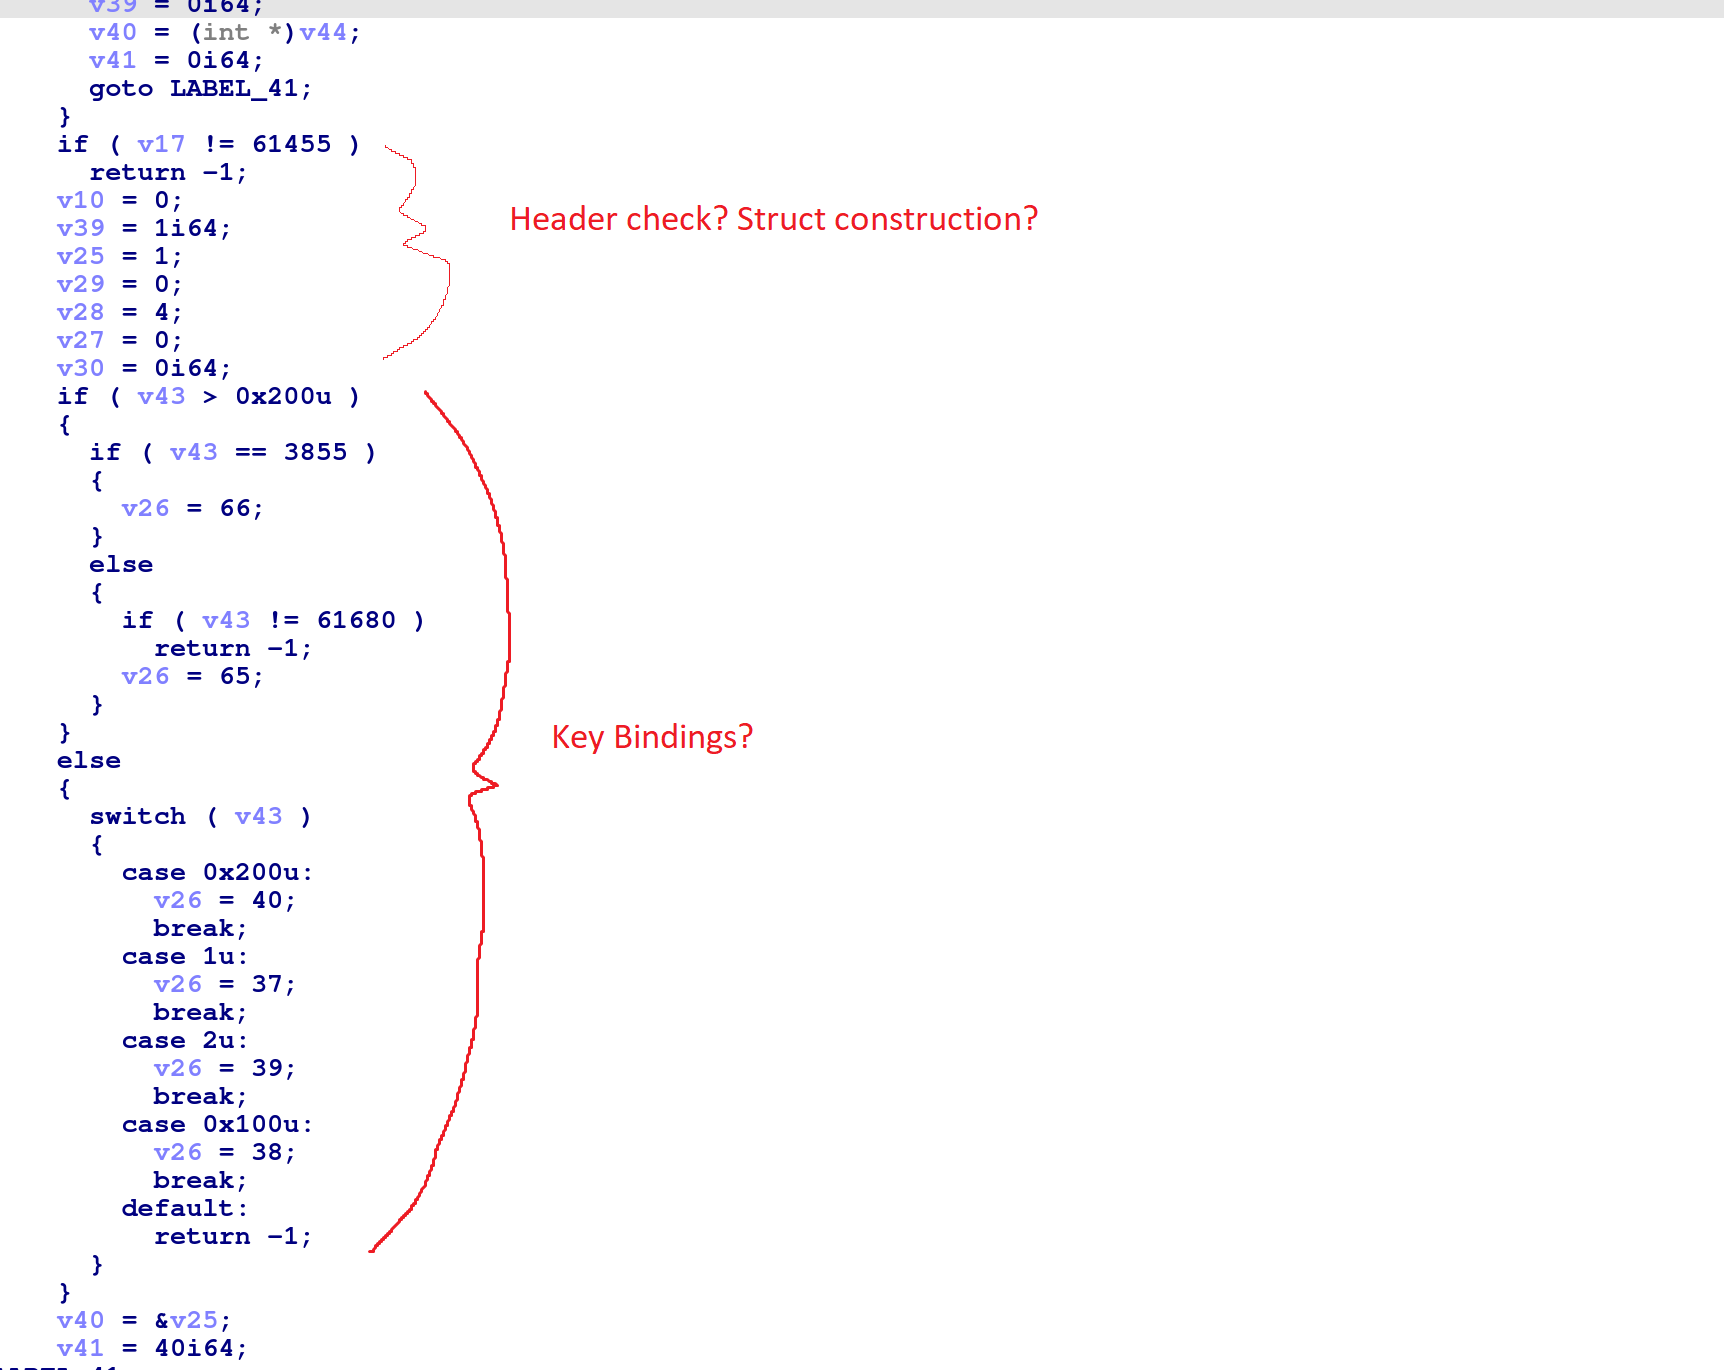 v39 = 0i64;
v40 = (int *)v44;
v41 = 0i64;
goto LABEL_41;
}
if ( v17 != 61455 )
return -1;
v10 = 0;
Header check? Struct construction?
v39 = 1i64;
v25 = 1;
v29 = 0;
v28 = 4;
v27 = 0;
v30 = 0i64;
if ( v43 > 0x200u )
{
if ( v43 == 3855 )
{
v26 = 66;
}
else
{
if ( v43 != 61680 )
return -1;
v26 = 65;
}
}
Key Bindings?
else
{
switch ( v43 )
{
case 0x200u:
v26 = 40;
break;
case 1u:
v26 = 37;
break;
case 2u:
v26 = 39;
break;
case 0x100u:
v26 = 38;
break;
default:
return -1;
}
}
v40 = &v25;
v41 = 40i64;